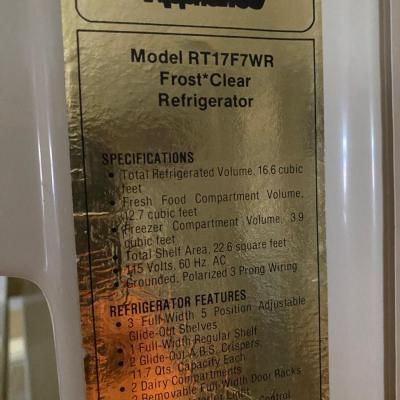 Appliance
Model RT17F7WR
Frost*Clear
Refrigerator
SPECIFICATIONS
• Total Refrigerated Volume, 16.6 cubic
feet
• Fresh Food Compartment Volume,
12.7 cubic feet
• Freezer Compartment Volume, 3.9
cubic feet
• Total Shelf Area, 22.6 square feet
• 115 Volts, 60 Hz. AC
• Grounded, Polarized 3 Prong Wiring
REFRIGERATOR FEATURES
• 3 Full-Width 5 Position Adjustable
Glide-Out Shelves
• 1 Full-Width Regular Shelf
• 2 Glide-Out A.B.S. Crispers,
11.7 Qts. Capacity Each
• 2 Dairy Compartments
• 2 Removable Full-Width Door Racks
Light
Control